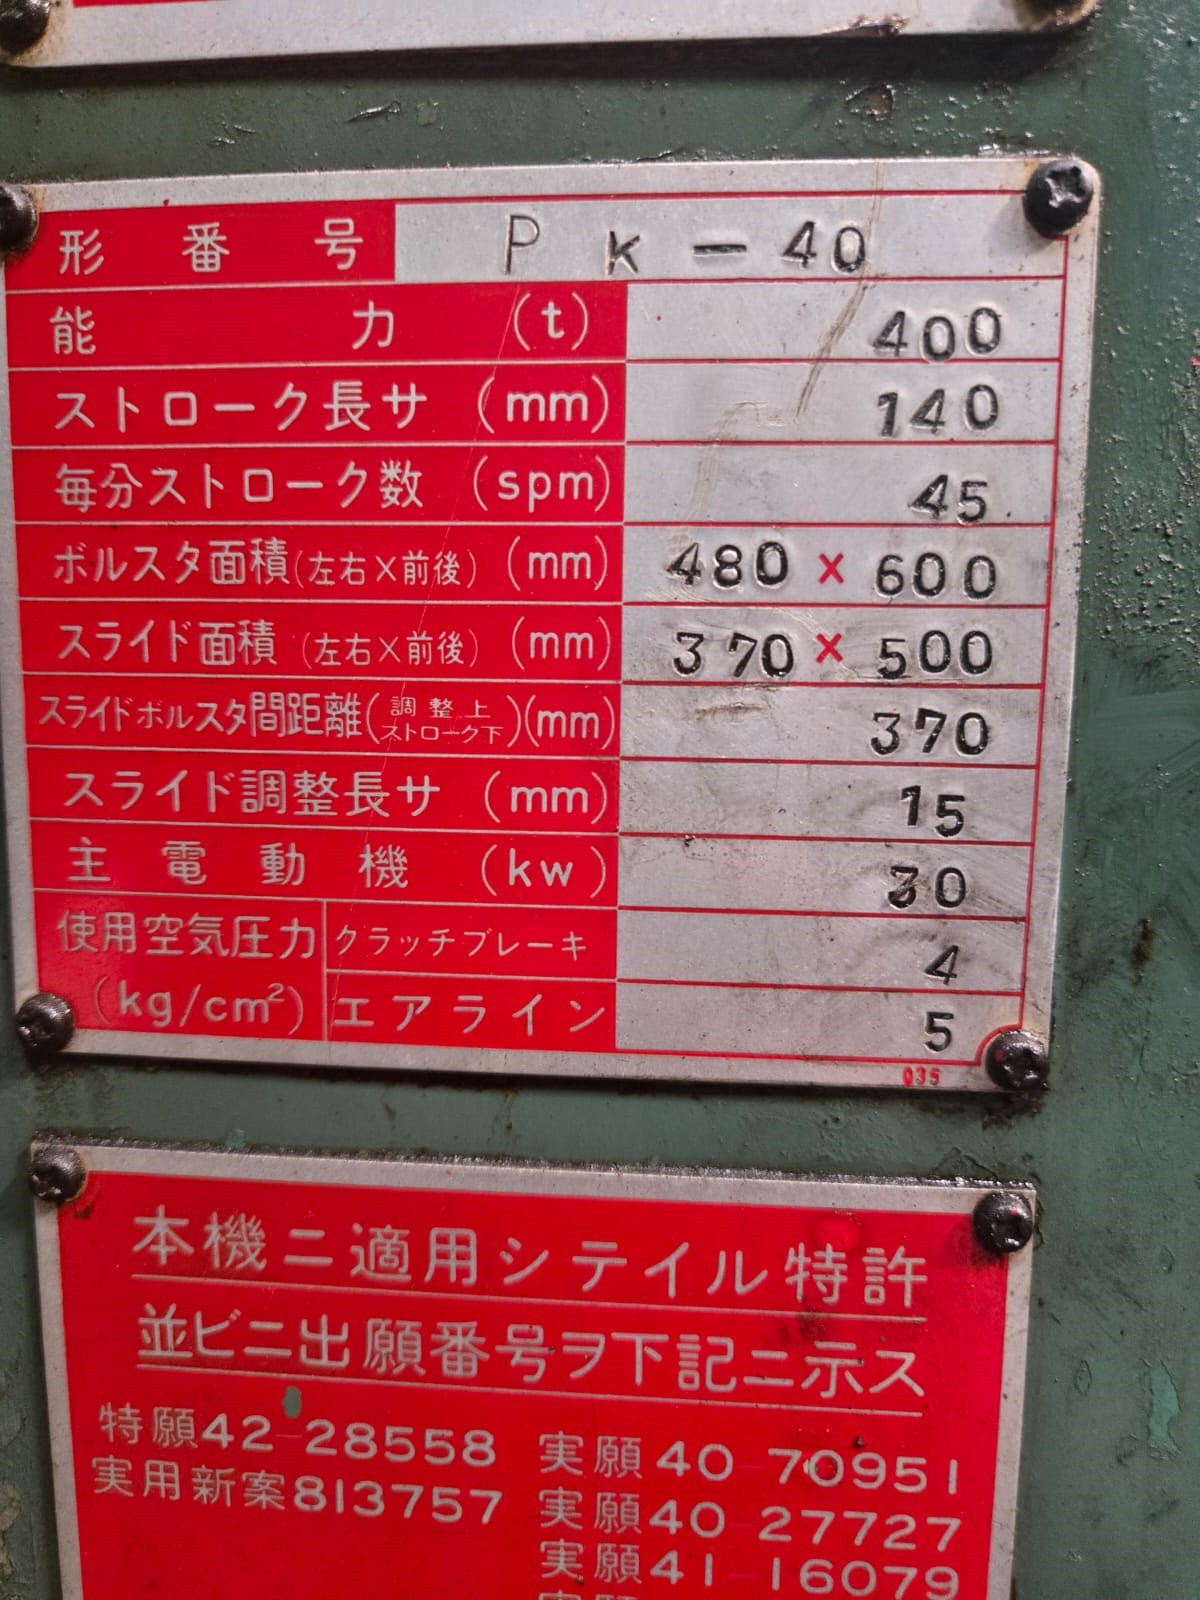 形番号 PK-40
能力 (t) 400
ストローク長サ (mm) 140
毎分ストローク数 (spm) 45
ボルスタ面積(左右×前後) (mm) 480 × 600
スライド面積(左右×前後) (mm) 370 × 500
スライドボルスタ間距離(調整上ストローク下)(mm) 370
スライド調整長サ (mm) 15
主電動機 (kw) 30
使用空気圧力 クラッチブレーキ 4
(kg/cm²) エアライン 5
035
本機ニ適用シテイル特許
並ビニ出願番号ヲ下記ニ示ス
特願42-28558 実願40-70951
実用新案813757 実願40-27727
実願41-16079